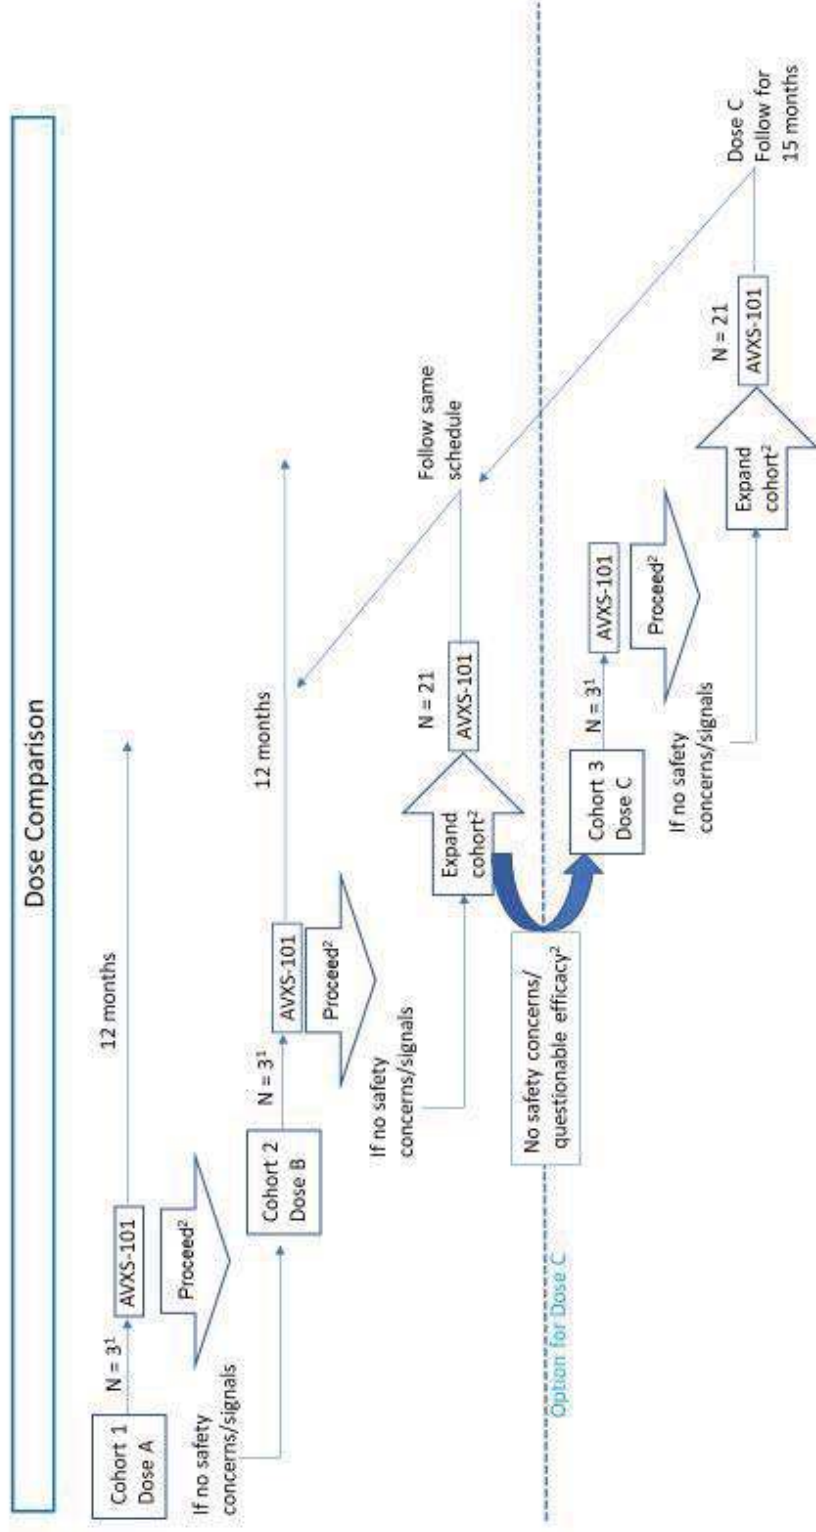 Dose Comparison
Cohort 1
Dose A
N = 3¹
AVXS-101
12 months
Proceed²
If no safety
concerns/signals
Cohort 2
Dose B
N = 3¹
AVXS-101
12 months
Proceed²
If no safety
concerns/signals
Expand
cohort²
N = 21
AVXS-101
Follow same
schedule
No safety concerns/
questionable efficacy²
Option for Dose C
Cohort 3
Dose C
N = 3¹
AVXS-101
Proceed²
If no safety
concerns/signals
Expand
cohort²
N = 21
AVXS-101
Dose C
Follow for
15 months